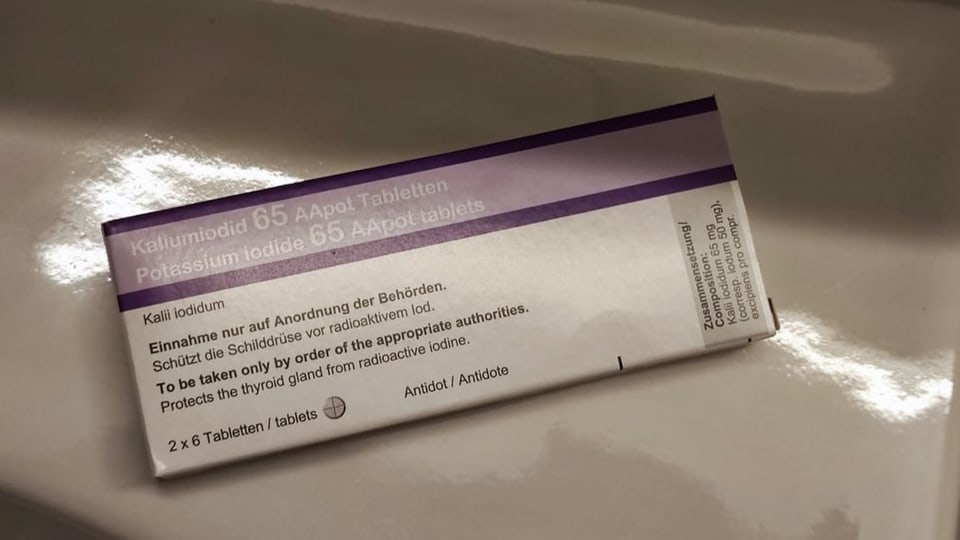 Kaliumiodid 65 AApot Tabletten
Potassium iodide 65 AApot tablets
Kalii iodidum
Einnahme nur auf Anordnung der Behörden.
Schützt die Schilddrüse vor radioaktivem Iod.
To be taken only by order of the appropriate authorities.
Protects the thyroid gland from radioactive iodine.
2 x 6 Tabletten / tablets
Antidot / Antidote
Zusammensetzung/
Composition:
Kalii iodidum 65 mg
(corresp. Iodum 50 mg),
excipiens pro compr.